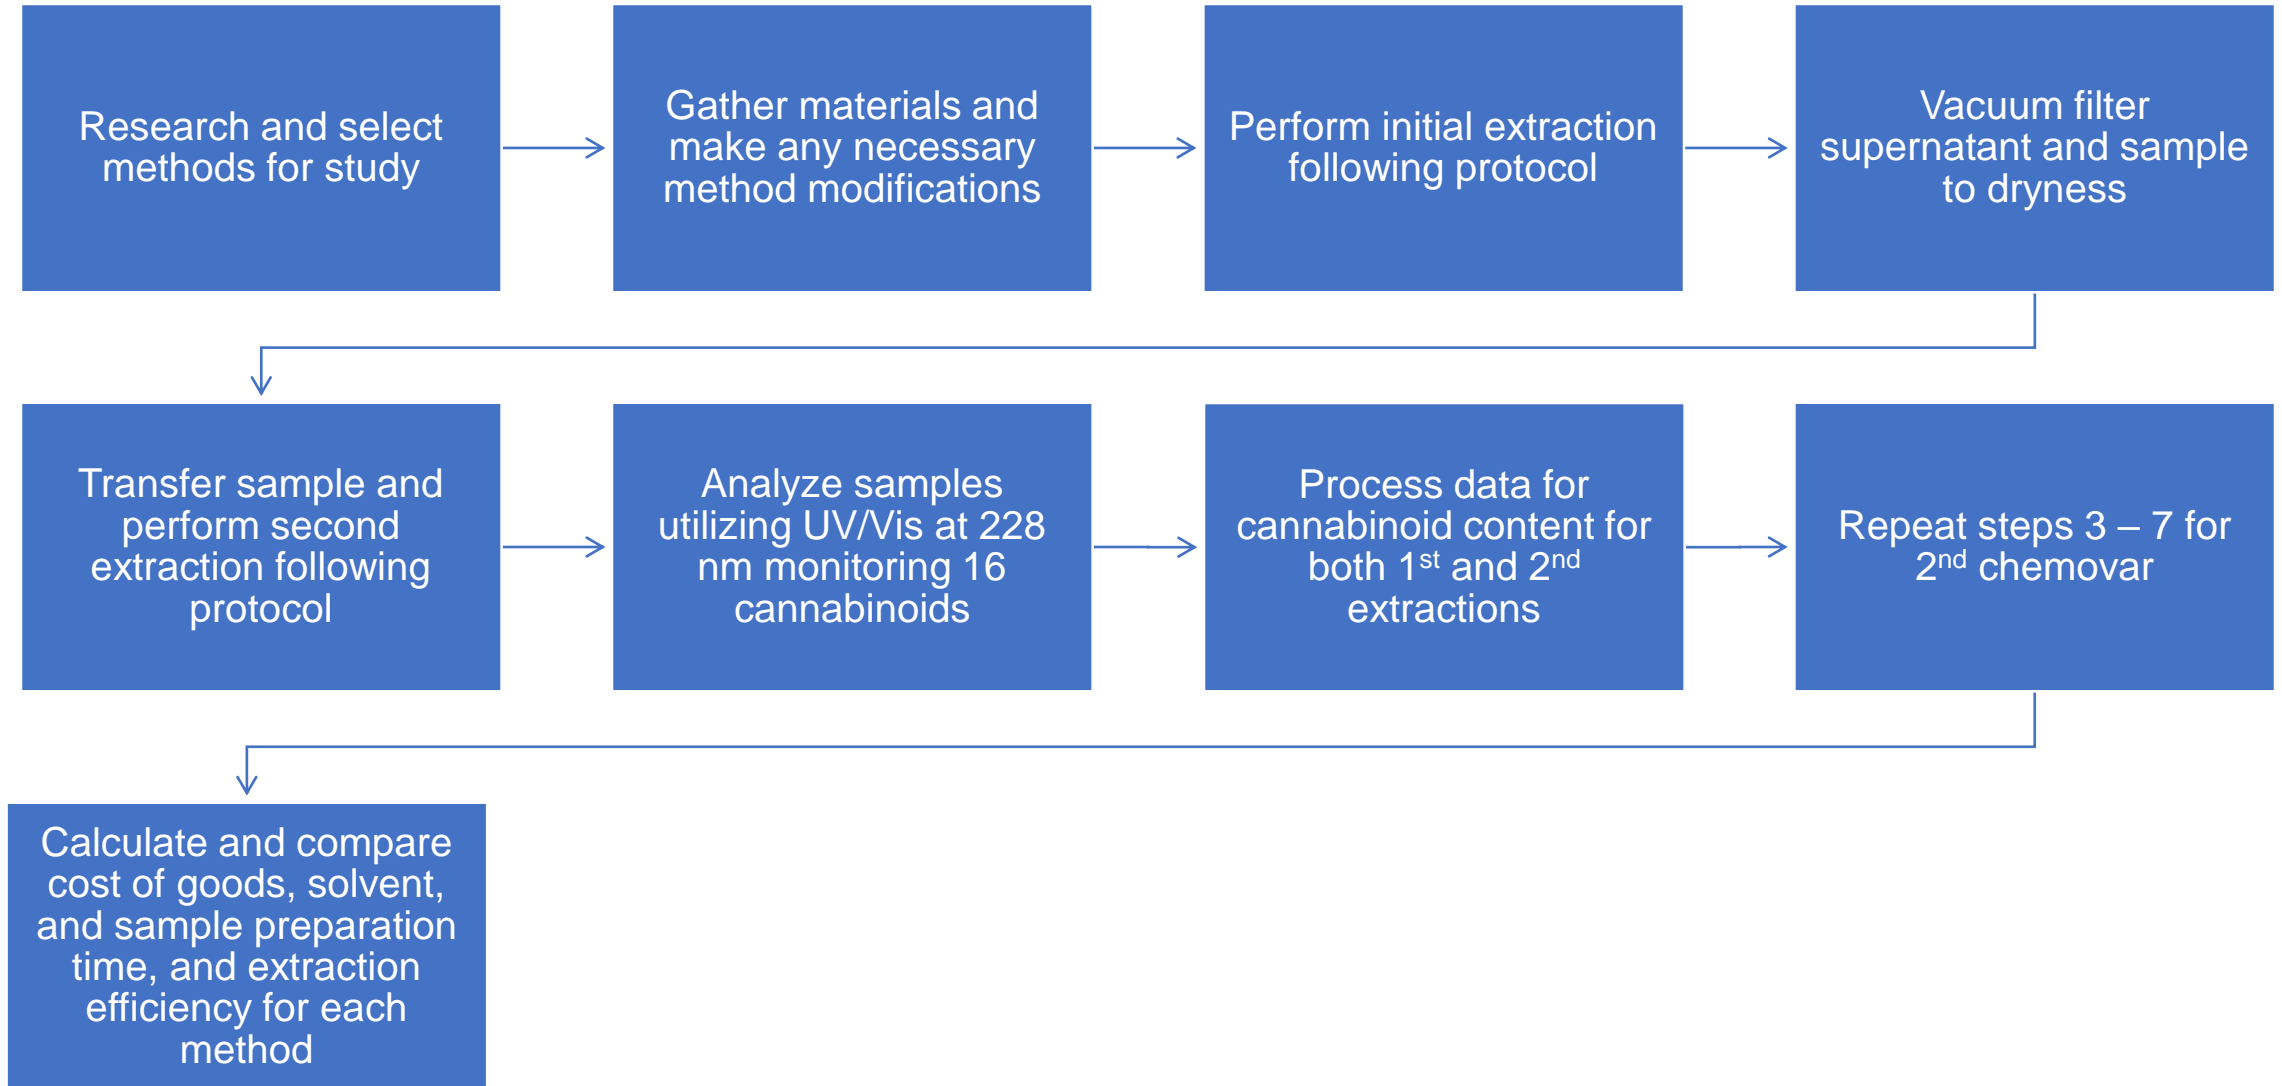 Research and select
methods for study
Gather materials and
make any necessary
method modifications
Perform initial extraction
following protocol
Vacuum filter
supernatant and sample
to dryness
Transfer sample and
perform second
extraction following
protocol
Analyze samples
utilizing UV/Vis at 228
nm monitoring 16
cannabinoids
Process data for
cannabinoid content for
both 1st and 2nd
extractions
Repeat steps 3 – 7 for
2nd chemovar
Calculate and compare
cost of goods, solvent,
and sample preparation
time, and extraction
efficiency for each
method